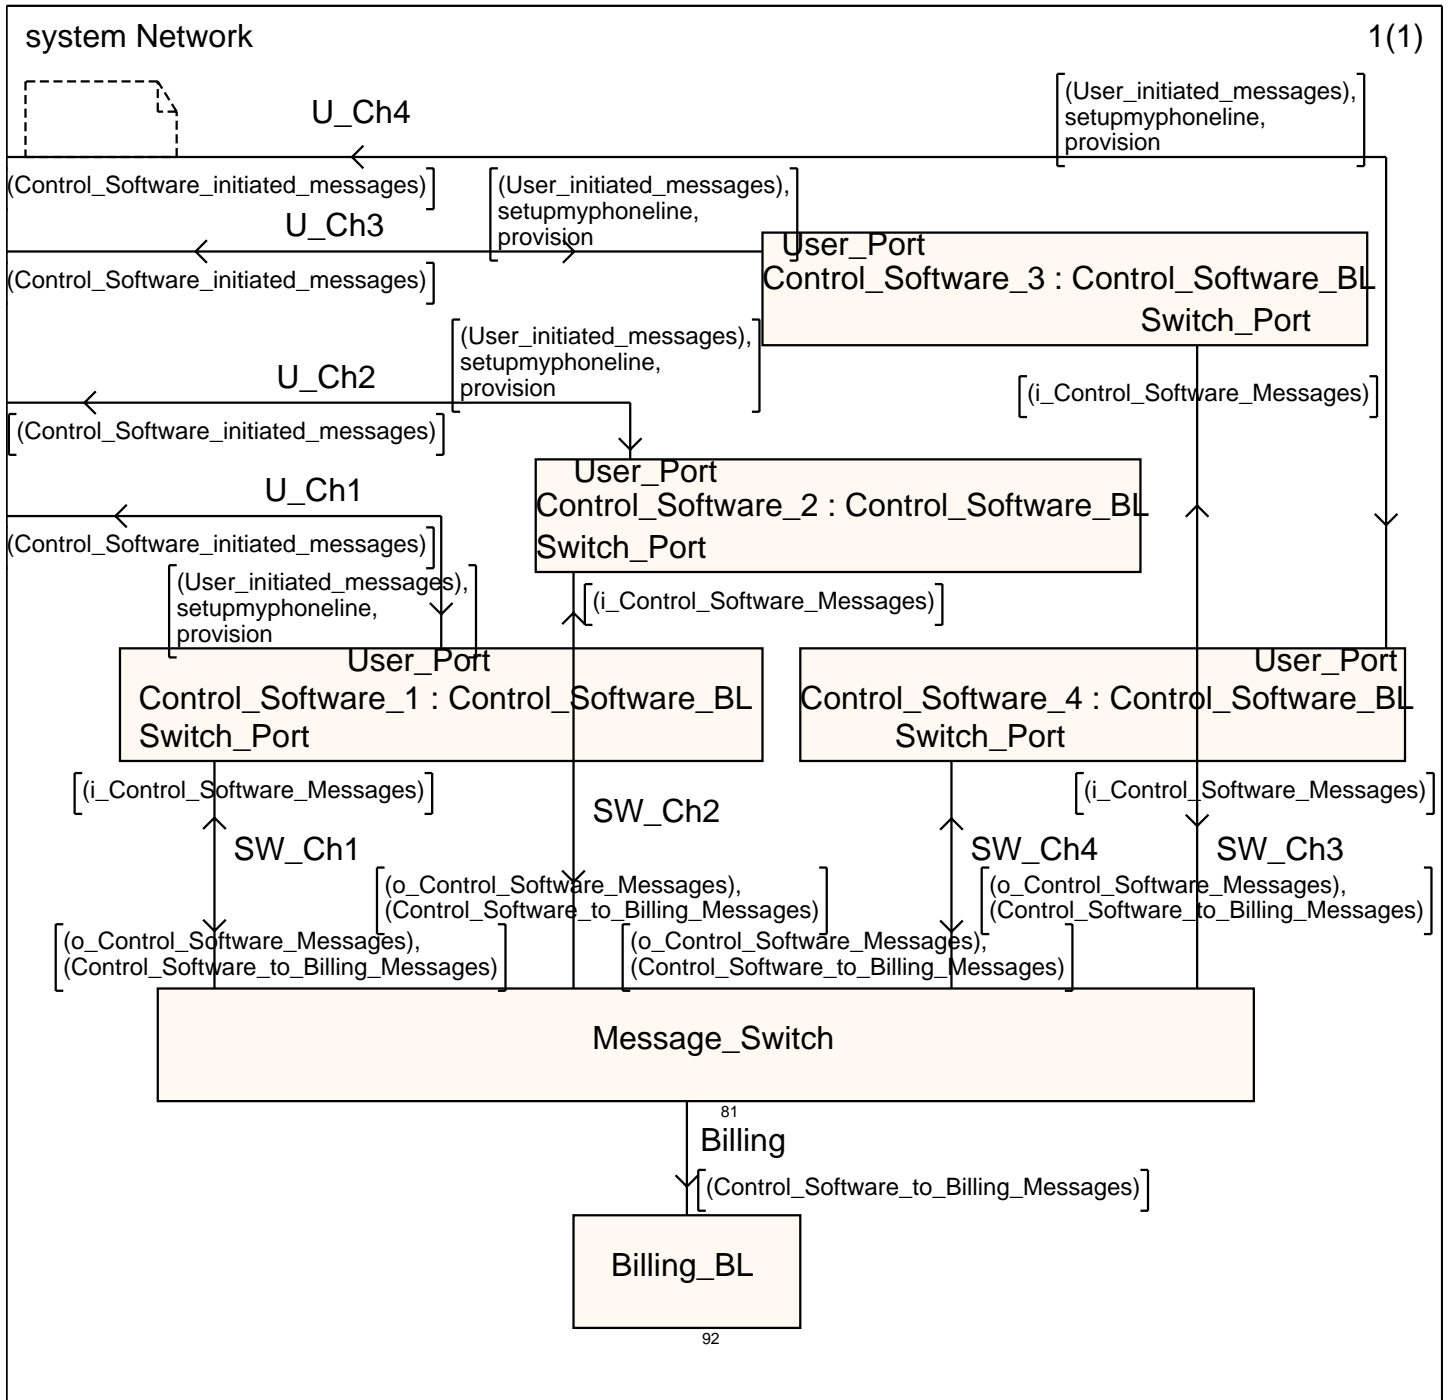 system Network
1(1)
U_Ch4
(User_initiated_messages),
setupmyphoneline,
provision
(Control_Software_initiated_messages)
(User_initiated_messages),
setupmyphoneline,
provision
U_Ch3
User_Port
Control_Software_3 : Control_Software_BL
Switch_Port
(Control_Software_initiated_messages)
(User_initiated_messages),
setupmyphoneline,
provision
U_Ch2
(i_Control_Software_Messages)
(Control_Software_initiated_messages)
User_Port
Control_Software_2 : Control_Software_BL
Switch_Port
U_Ch1
(Control_Software_initiated_messages)
(User_initiated_messages),
setupmyphoneline,
provision
(i_Control_Software_Messages)
User_Port
Control_Software_1 : Control_Software_BL
Switch_Port
User_Port
Control_Software_4 : Control_Software_BL
Switch_Port
(i_Control_Software_Messages)
(i_Control_Software_Messages)
SW_Ch2
SW_Ch1
SW_Ch4
SW_Ch3
(o_Control_Software_Messages),
(Control_Software_to_Billing_Messages)
(o_Control_Software_Messages),
(Control_Software_to_Billing_Messages)
(o_Control_Software_Messages),
(Control_Software_to_Billing_Messages)
(o_Control_Software_Messages),
(Control_Software_to_Billing_Messages)
Message_Switch
81
Billing
(Control_Software_to_Billing_Messages)
Billing_BL
92